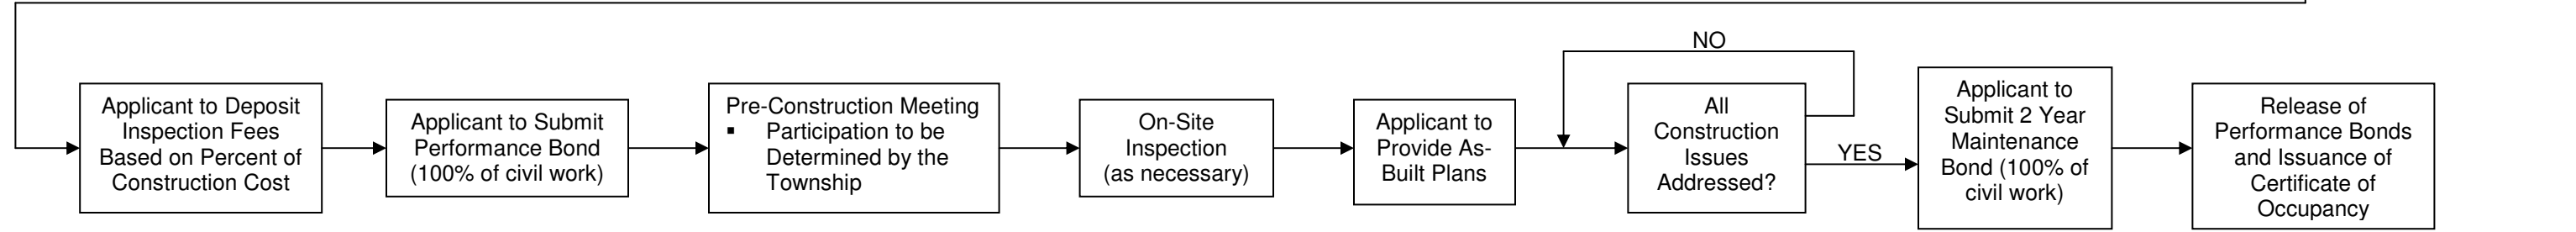 Applicant to Deposit
Inspection Fees
Based on Percent of
Construction Cost
Applicant to Submit
Performance Bond
(100% of civil work)
Pre-Construction Meeting
▪ Participation to be
Determined by the
Township
On-Site
Inspection
(as necessary)
Applicant to
Provide As-
Built Plans
NO
All
Construction
Issues
Addressed?
YES
Applicant to
Submit 2 Year
Maintenance
Bond (100% of
civil work)
Release of
Performance Bonds
and Issuance of
Certificate of
Occupancy